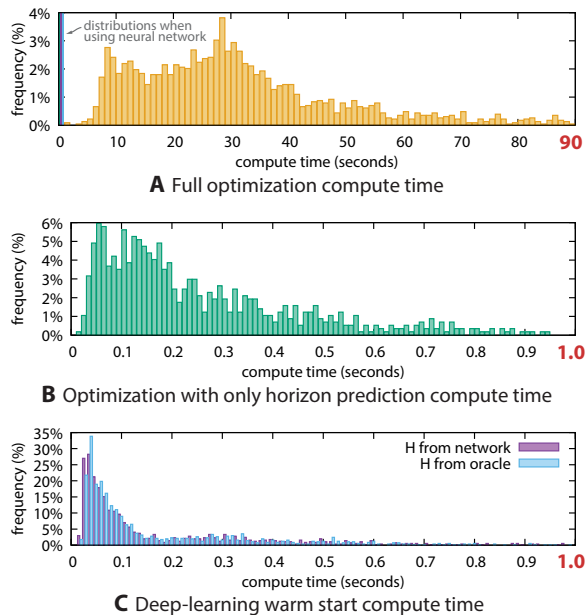 4%
3%
2%
1%
0%
frequency (%)
distributions when
using neural network
0 10 20 30 40 50 60 70 80 90
compute time (seconds)
A Full optimization compute time
6%
5%
4%
3%
2%
1%
0%
frequency (%)
0 0.1 0.2 0.3 0.4 0.5 0.6 0.7 0.8 0.9 1.0
compute time (seconds)
B Optimization with only horizon prediction compute time
35%
30%
25%
20%
15%
10%
5%
0%
frequency (%)
H from network
H from oracle
0 0.1 0.2 0.3 0.4 0.5 0.6 0.7 0.8 0.9 1.0
compute time (seconds)
C Deep-learning warm start compute time